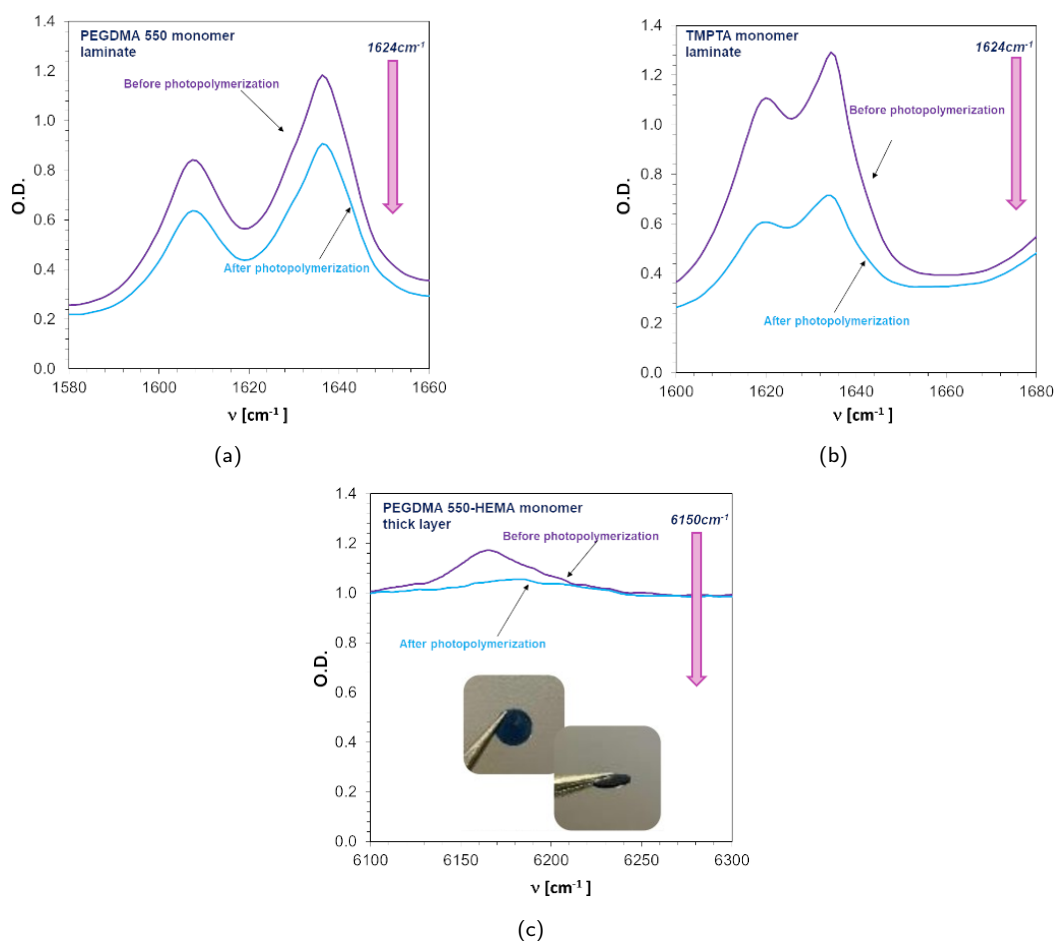 PEGDMA 550 monomer
laminate
1624cm⁻¹
Before photopolymerization
After photopolymerization
O.D.
1.4
1.2
1.0
0.8
0.6
0.4
0.2
0.0
1580 1600 1620 1640 1660
ν [cm⁻¹ ]
(a)
TMPTA monomer
laminate
1624cm⁻¹
Before photopolymerization
After photopolymerization
O.D.
1.4
1.2
1.0
0.8
0.6
0.4
0.2
0.0
1600 1620 1640 1660 1680
ν [cm⁻¹ ]
(b)
PEGDMA 550-HEMA monomer
thick layer
6150cm⁻¹
Before photopolymerization
After photopolymerization
O.D.
1.4
1.2
1.0
0.8
0.6
0.4
0.2
0.0
6100 6150 6200 6250 6300
ν [cm⁻¹ ]
(c)